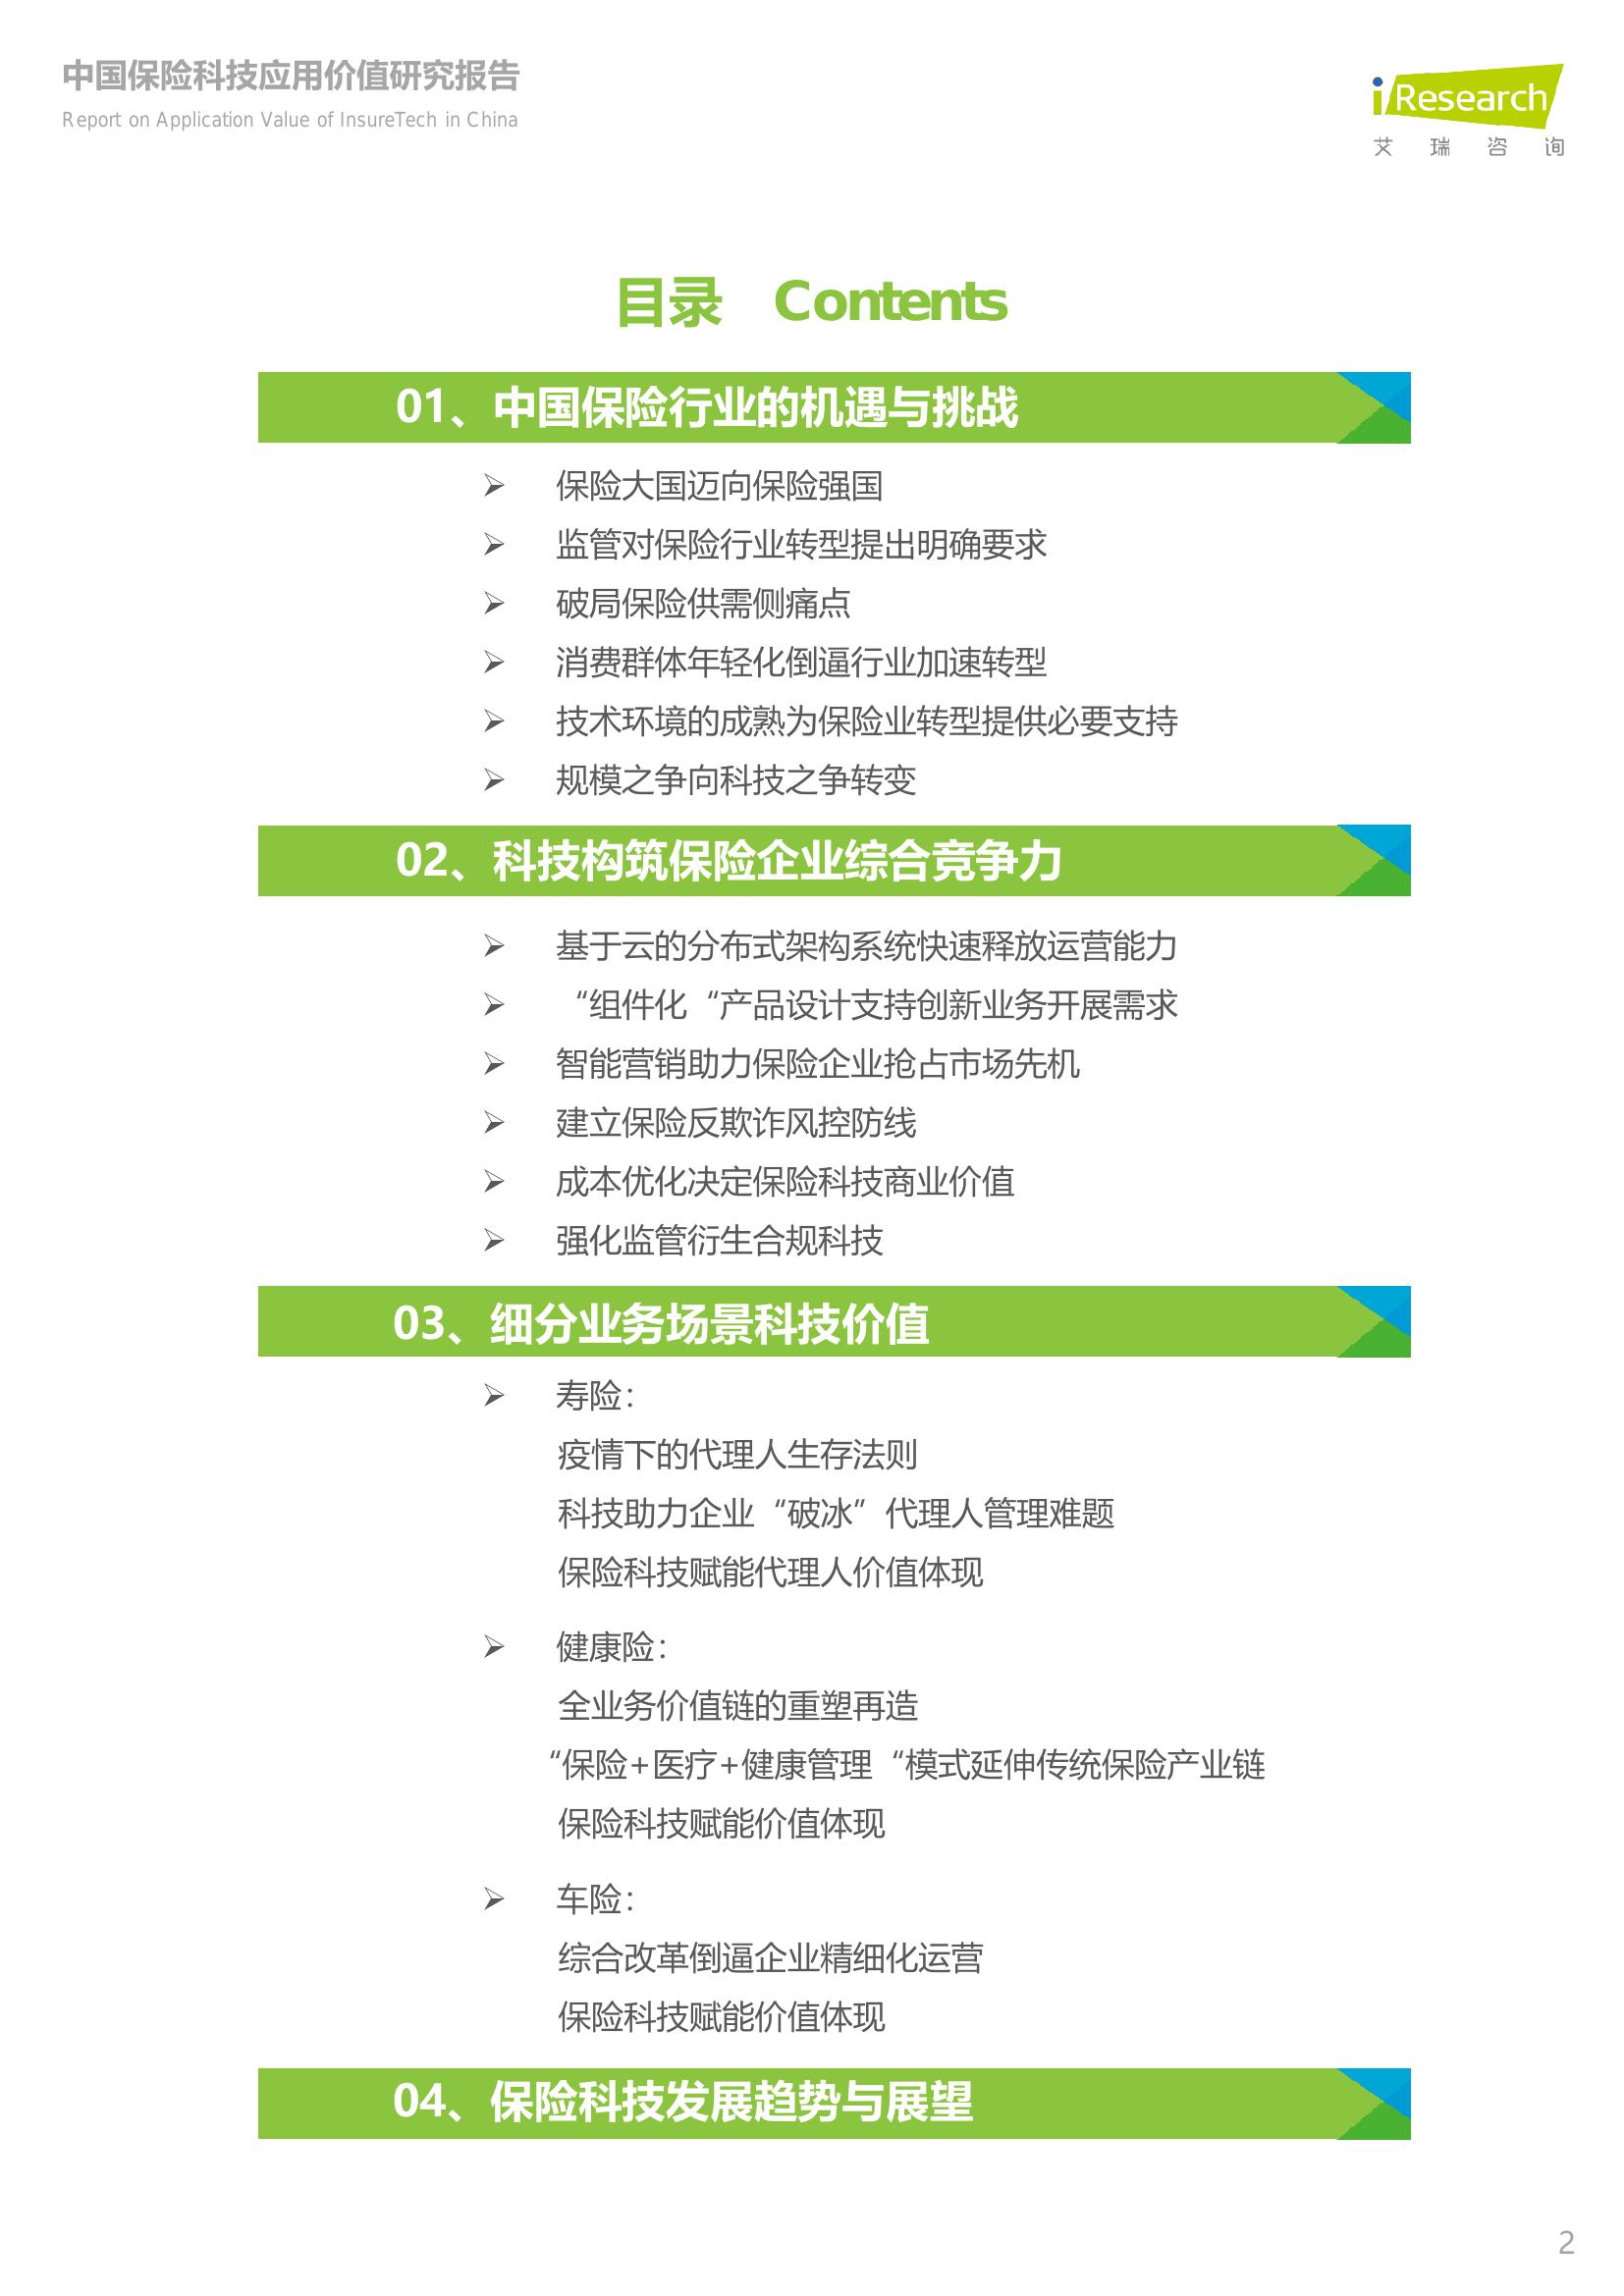 中国保险科技应用价值研究报告
Report on Application Value of InsureTech in China
iResearch
艾瑞咨询
目录 Contents
01、中国保险行业的机遇与挑战
保险大国迈向保险强国
监管对保险行业转型提出明确要求
破局保险供需侧痛点
消费群体年轻化倒逼行业加速转型
技术环境的成熟为保险业转型提供必要支持
规模之争向科技之争转变
02、科技构筑保险企业综合竞争力
基于云的分布式架构系统快速释放运营能力
“组件化“产品设计支持创新业务开展需求
智能营销助力保险企业抢占市场先机
建立保险反欺诈风控防线
成本优化决定保险科技商业价值
强化监管衍生合规科技
03、细分业务场景科技价值
寿险：
疫情下的代理人生存法则
科技助力企业“破冰”代理人管理难题
保险科技赋能代理人价值体现
健康险：
全业务价值链的重塑再造
“保险+医疗+健康管理“模式延伸传统保险产业链
保险科技赋能价值体现
车险：
综合改革倒逼企业精细化运营
保险科技赋能价值体现
04、保险科技发展趋势与展望
2